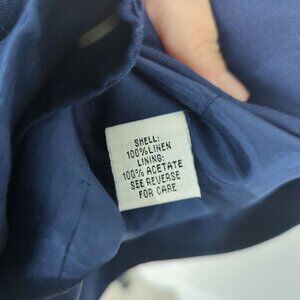 SHELL:
100% LINEN
LINING:
100% ACETATE
SEE REVERSE
FOR CARE